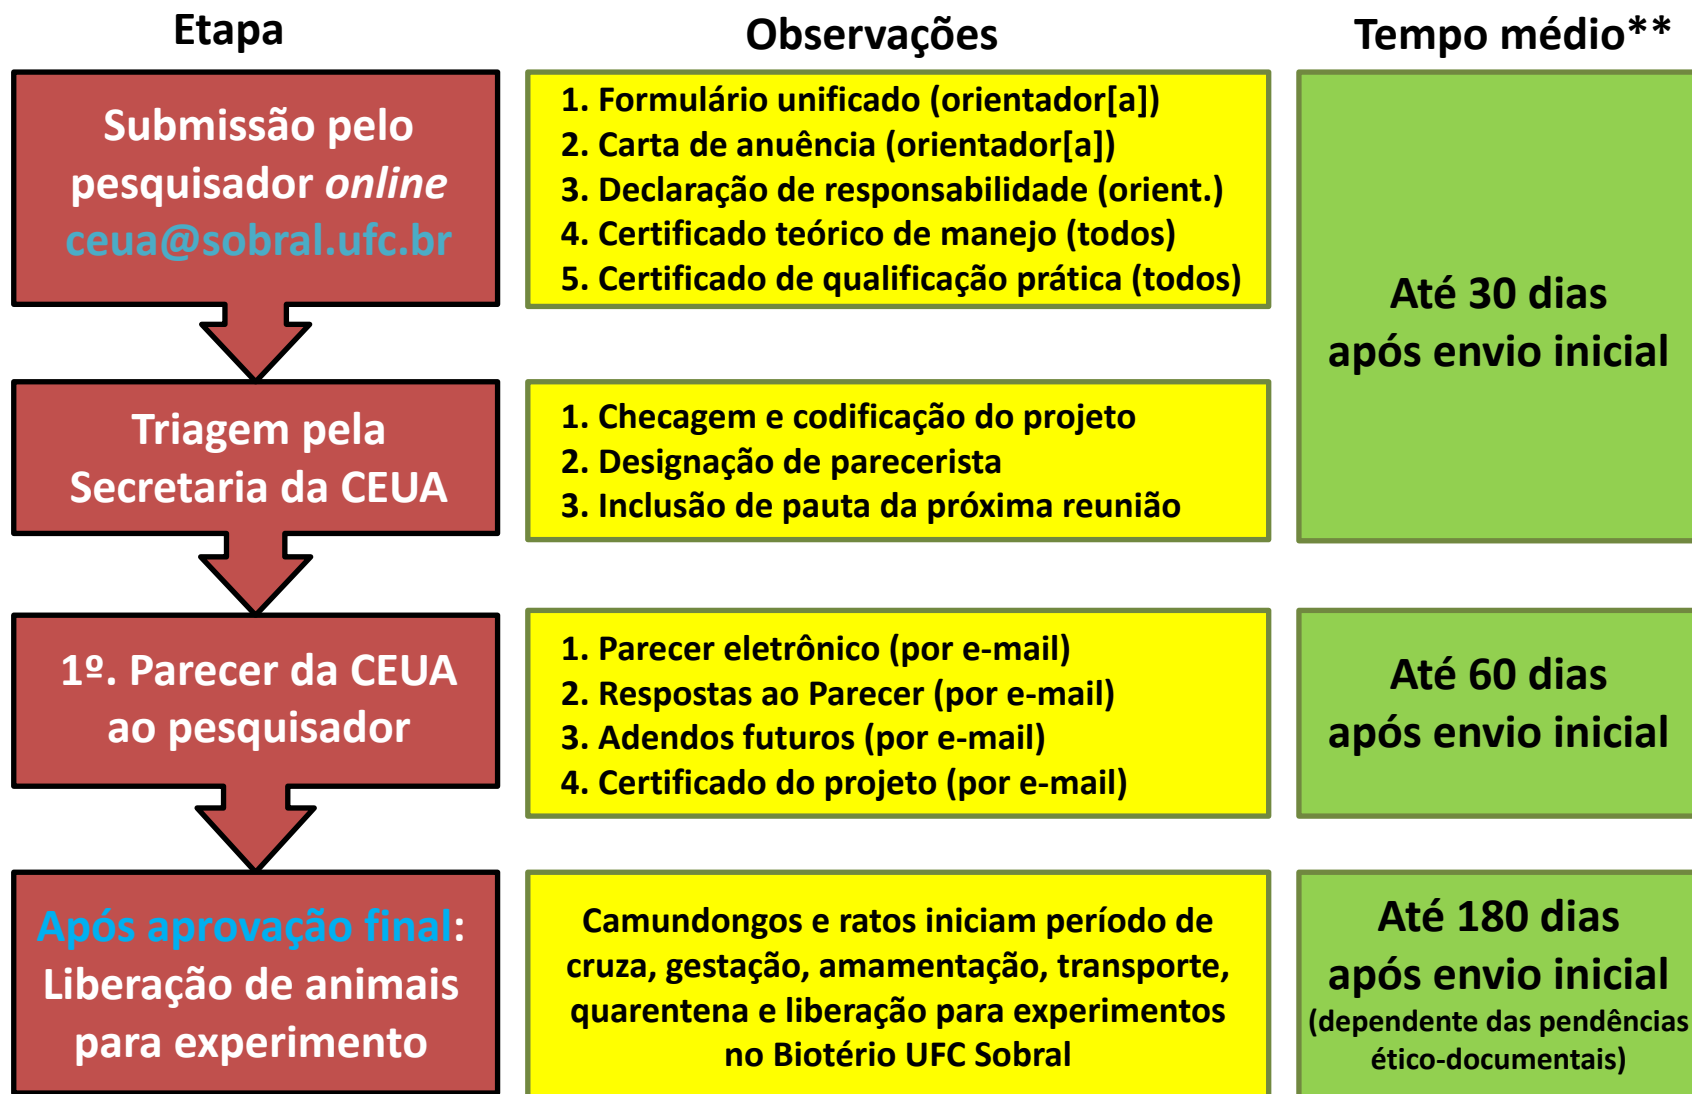 Etapa
Observações
Tempo médio**
Submissão pelo
pesquisador online
ceua@sobral.ufc.br
1. Formulário unificado (orientador[a])
2. Carta de anuência (orientador[a])
3. Declaração de responsabilidade (orient.)
4. Certificado teórico de manejo (todos)
5. Certificado de qualificação prática (todos)
Até 30 dias
após envio inicial
Triagem pela
Secretaria da CEUA
1. Checagem e codificação do projeto
2. Designação de parecerista
3. Inclusão de pauta da próxima reunião
1º. Parecer da CEUA
ao pesquisador
1. Parecer eletrônico (por e-mail)
2. Respostas ao Parecer (por e-mail)
3. Adendos futuros (por e-mail)
4. Certificado do projeto (por e-mail)
Até 60 dias
após envio inicial
Após aprovação final:
Liberação de animais
para experimento
Camundongos e ratos iniciam período de
cruza, gestação, amamentação, transporte,
quarentena e liberação para experimentos
no Biotério UFC Sobral
Até 180 dias
após envio inicial
(dependente das pendências
ético-documentais)